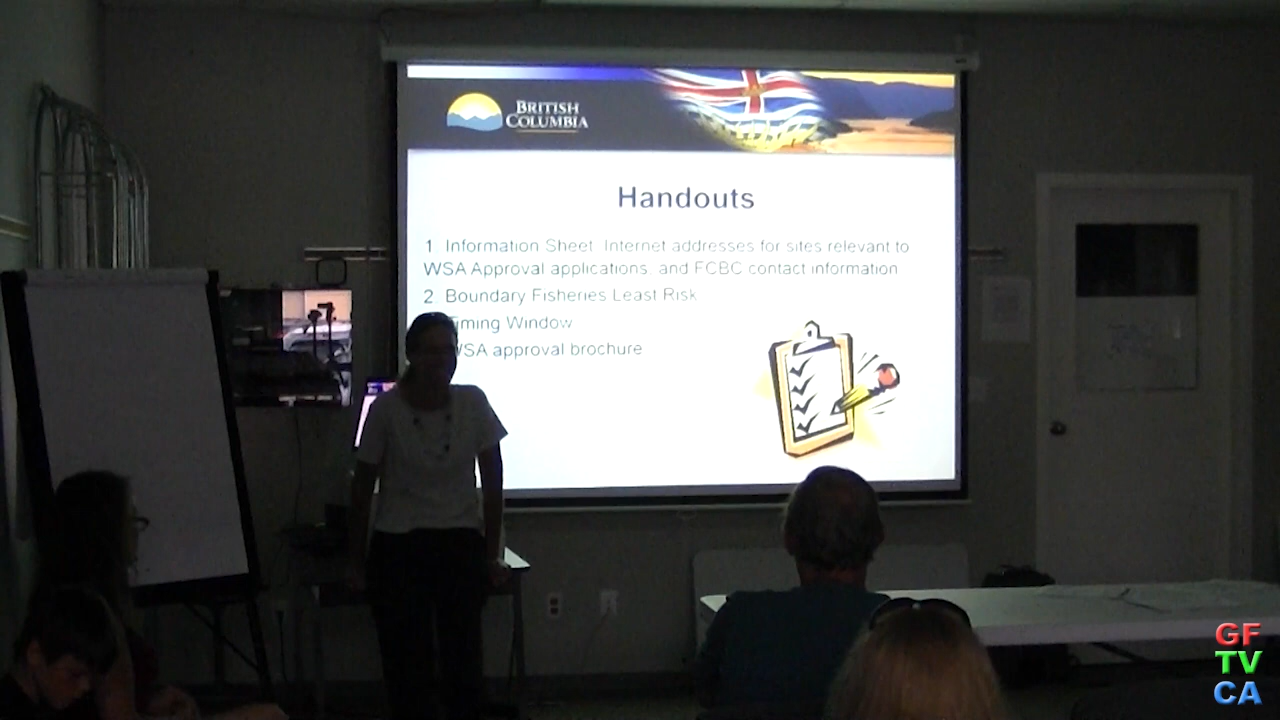 BRITISH
COLUMBIA
Handouts
1. Information Sheet: Internet addresses for sites relevant to
WSA Approval applications, and FCBC contact information
2. Boundary Fisheries Least Risk
Timing Window
WSA approval brochure
GF
TV
CA